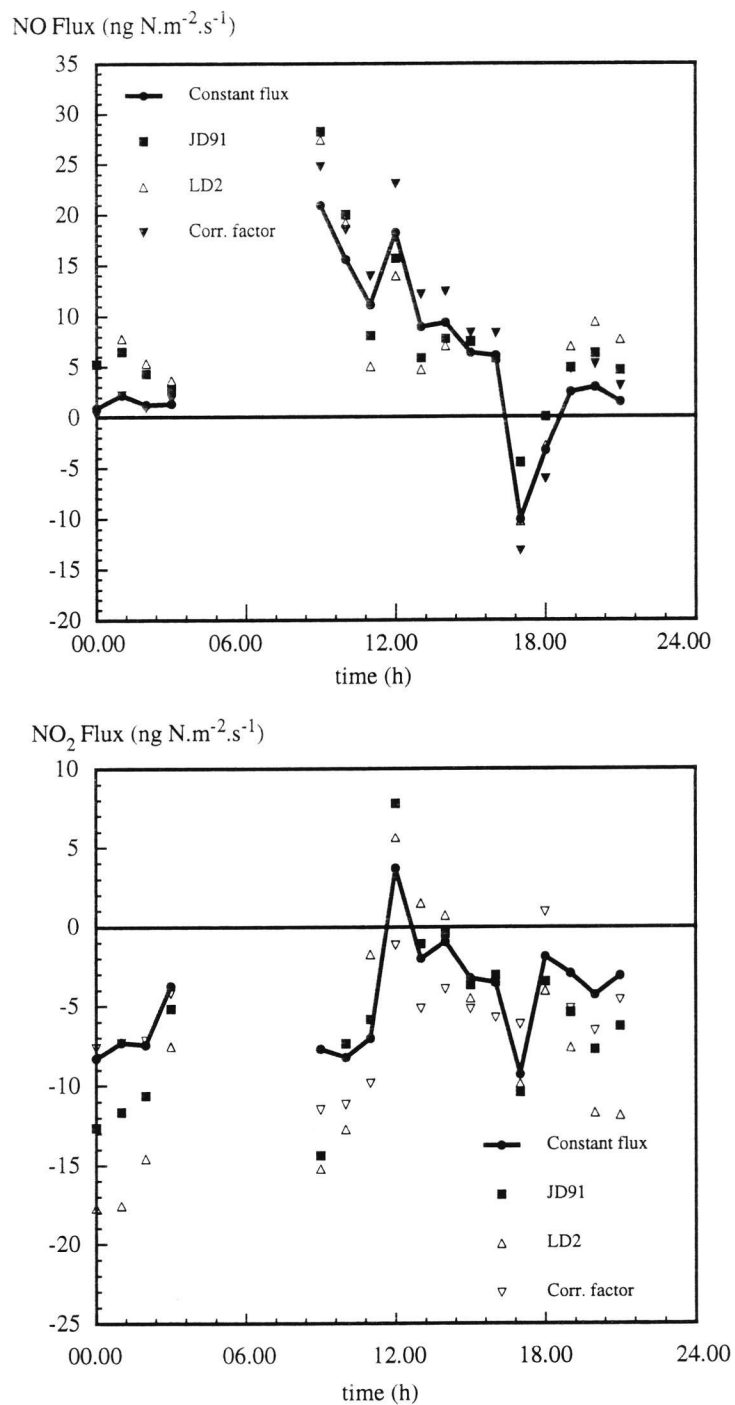 NO Flux (ng N.m⁻².s⁻¹)
35
30
25
20
15
10
5
0
-5
-10
-15
-20
Constant flux
JD91
LD2
Corr. factor
00.00 06.00 12.00 18.00 24.00
time (h)
NO₂ Flux (ng N.m⁻².s⁻¹)
10
5
0
-5
-10
-15
-20
-25
Constant flux
JD91
LD2
Corr. factor
00.00 06.00 12.00 18.00 24.00
time (h)